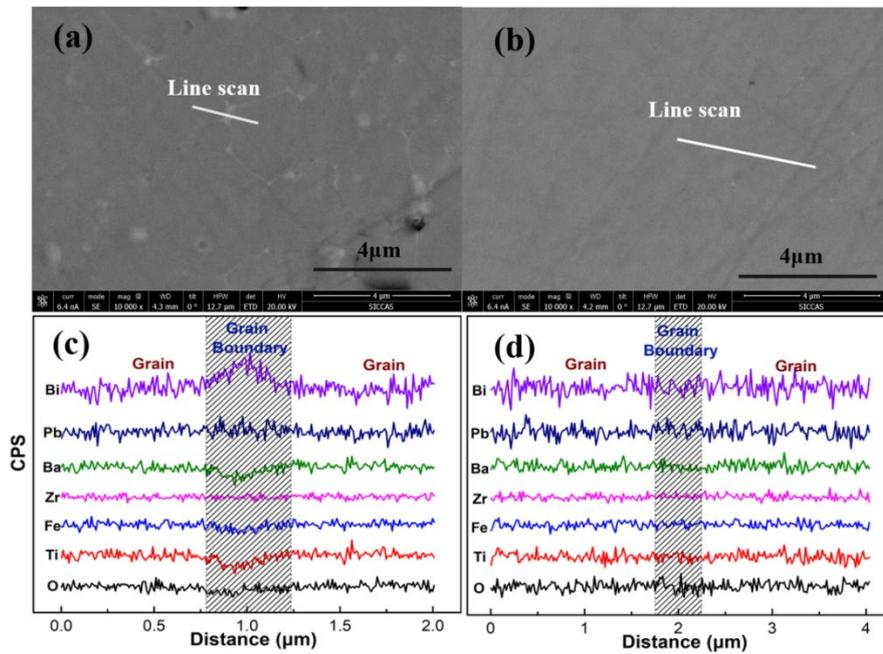 (a)
Line scan
4µm
curr mode mag WD tilt HFW det HV 4 µm
6.4 nA SE 10 000 x 4.3 mm 0 ° 12.7 µm ETD 20.00 kV SICCAS
(b)
Line scan
4µm
curr mode mag WD tilt HFW det HV 4 µm
6.4 nA SE 10 000 x 4.2 mm 0 ° 12.7 µm ETD 20.00 kV SICCAS
(c)
Grain
Boundary
Grain
Grain
Bi
Pb
Ba
Zr
Fe
Ti
O
CPS
0.0 0.5 1.0 1.5 2.0
Distance (µm)
(d)
Grain
Boundary
Grain
Grain
Bi
Pb
Ba
Zr
Fe
Ti
O
0 1 2 3 4
Distance (µm)